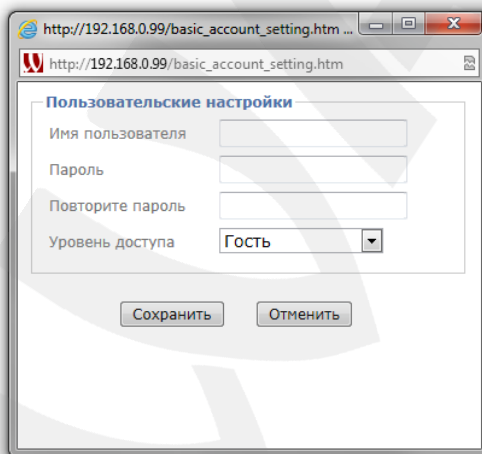 http://192.168.0.99/basic_account_setting.htm ...
http://192.168.0.99/basic_account_setting.htm
Пользовательские настройки
Имя пользователя
Пароль
Повторите пароль
Уровень доступа Гость
Сохранить Отменить